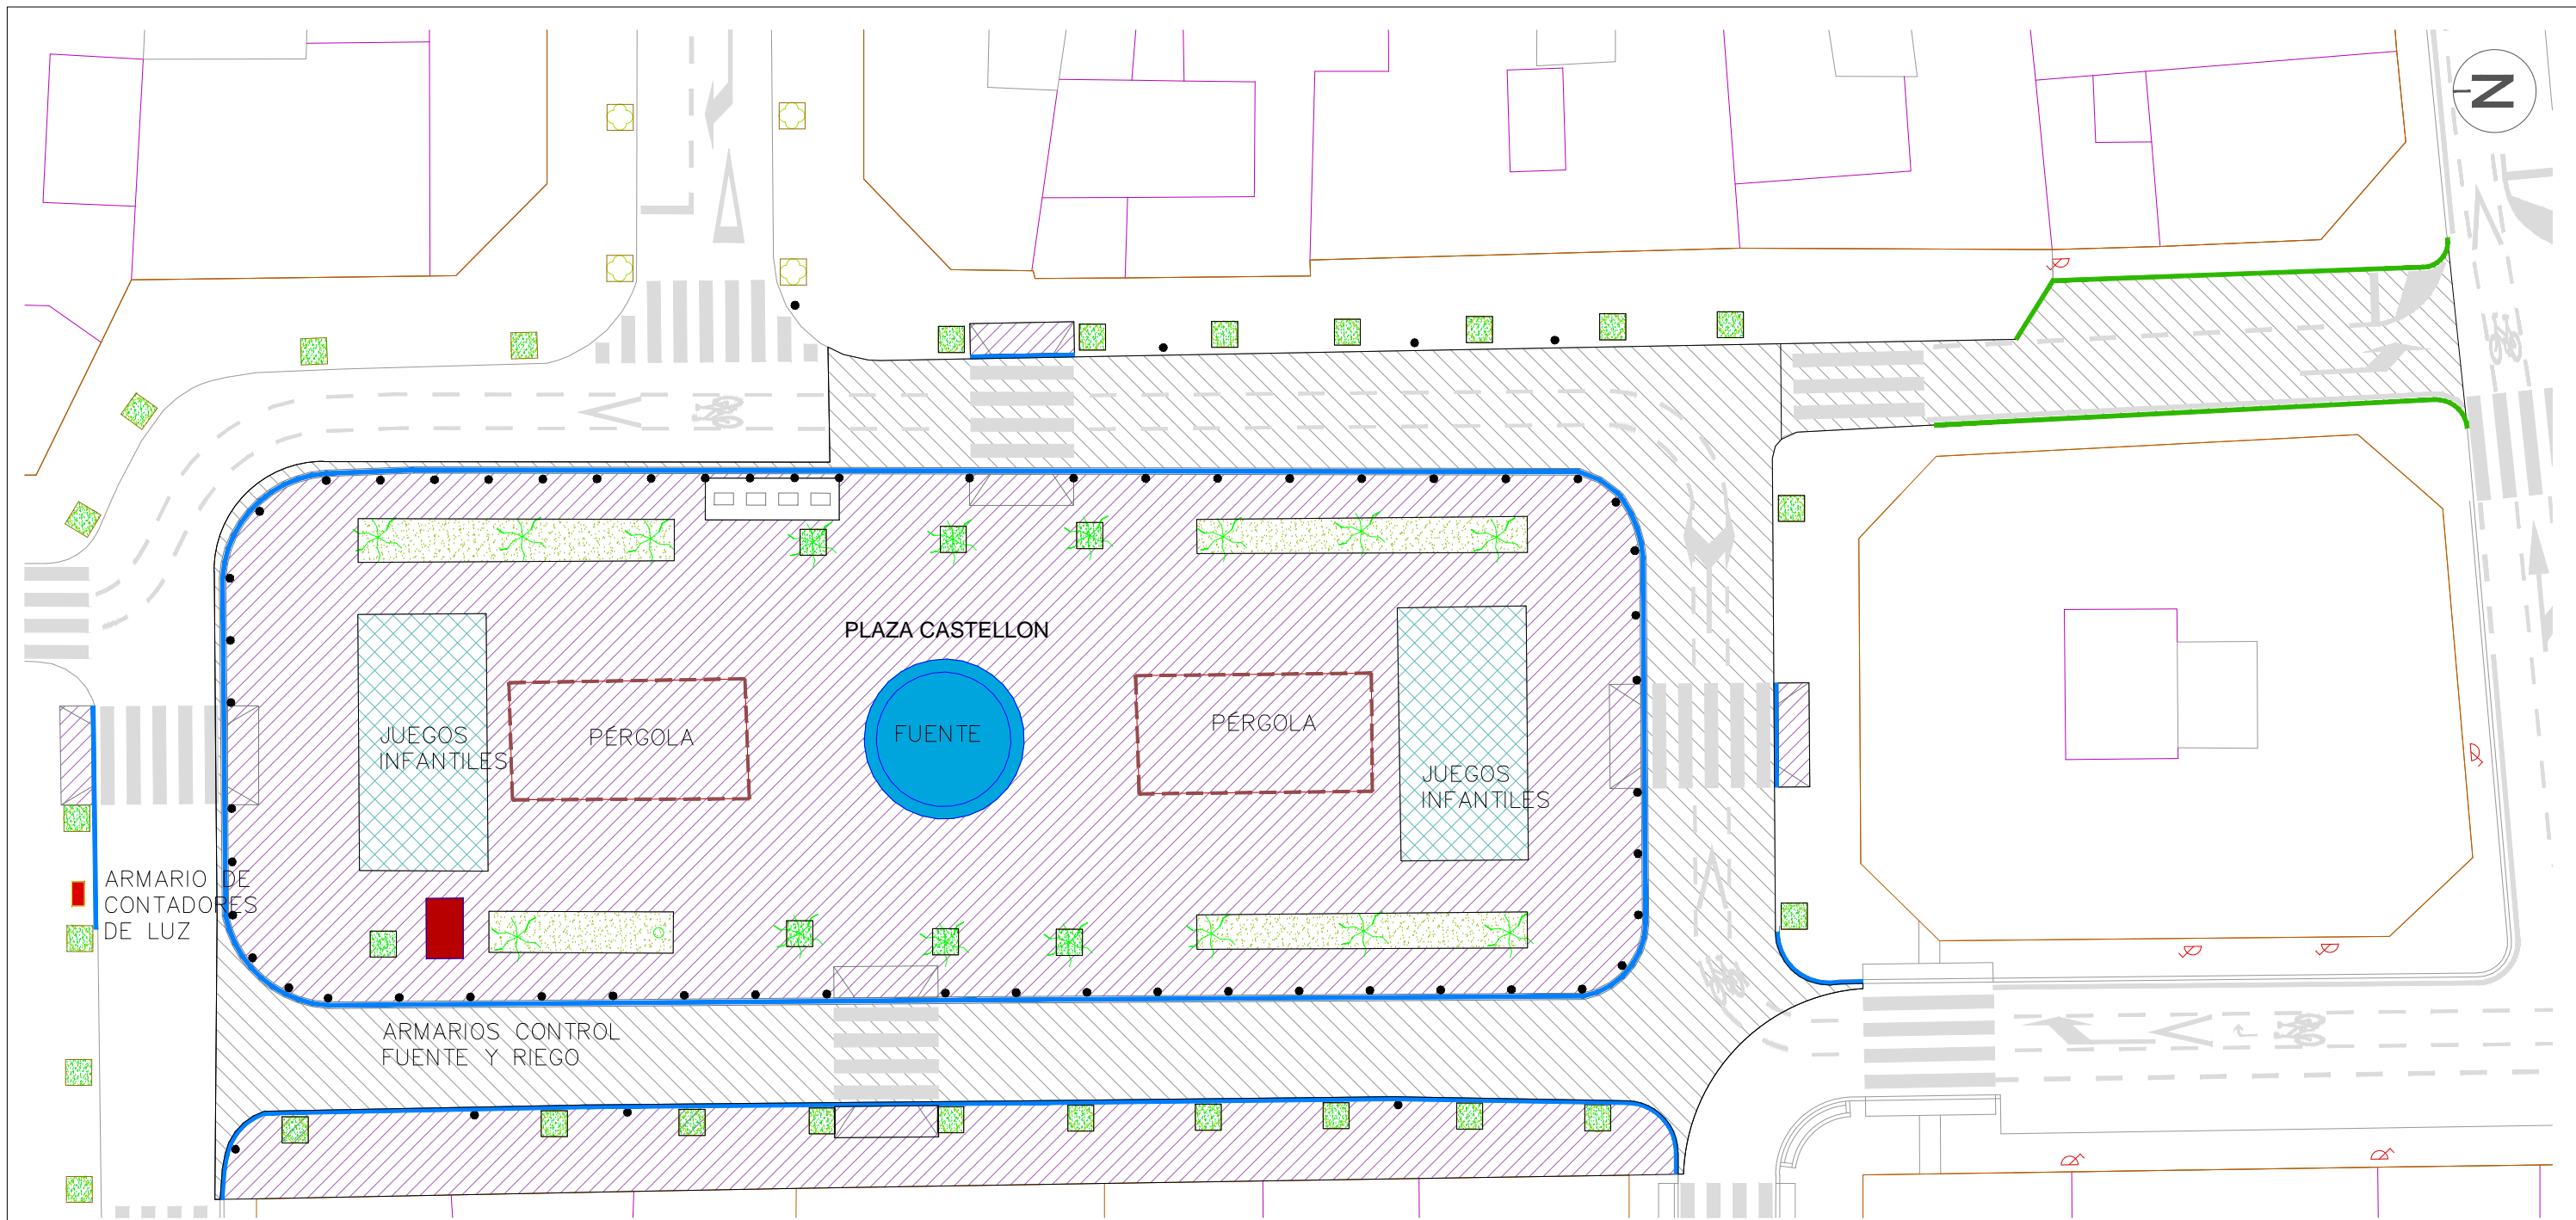 N
PLAZA CASTELLON
FUENTE
PÉRGOLA
PÉRGOLA
JUEGOS
INFANTILES
JUEGOS
INFANTILES
ARMARIO DE
CONTADORES
DE LUZ
ARMARIOS CONTROL
FUENTE Y RIEGO